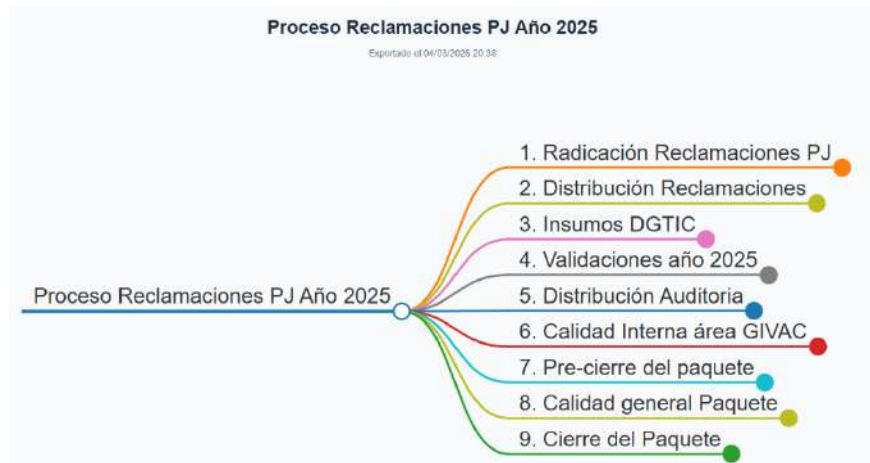 Proceso Reclamaciones PJ Año 2025
Exportado el 04/03/2025 20:38
1. Radicación Reclamaciones PJ
2. Distribución Reclamaciones
3. Insumos DGTIC
4. Validaciones año 2025
Proceso Reclamaciones PJ Año 2025
5. Distribución Auditoria
6. Calidad Interna área GIVAC
7. Pre-cierre del paquete
8. Calidad general Paquete
9. Cierre del Paquete